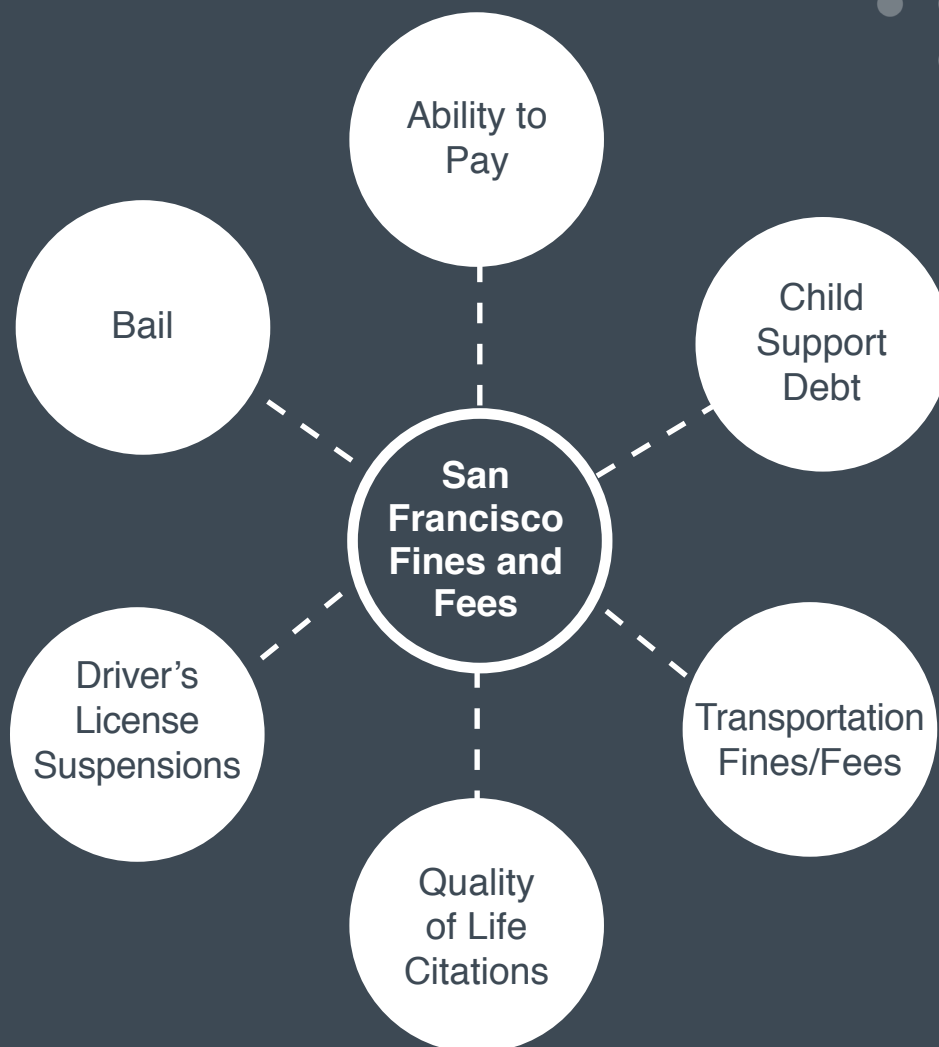 Ability to
Pay
Bail
Child
Support
Debt
San
Francisco
Fines and
Fees
Driver’s
License
Suspensions
Transportation
Fines/Fees
Quality
of Life
Citations